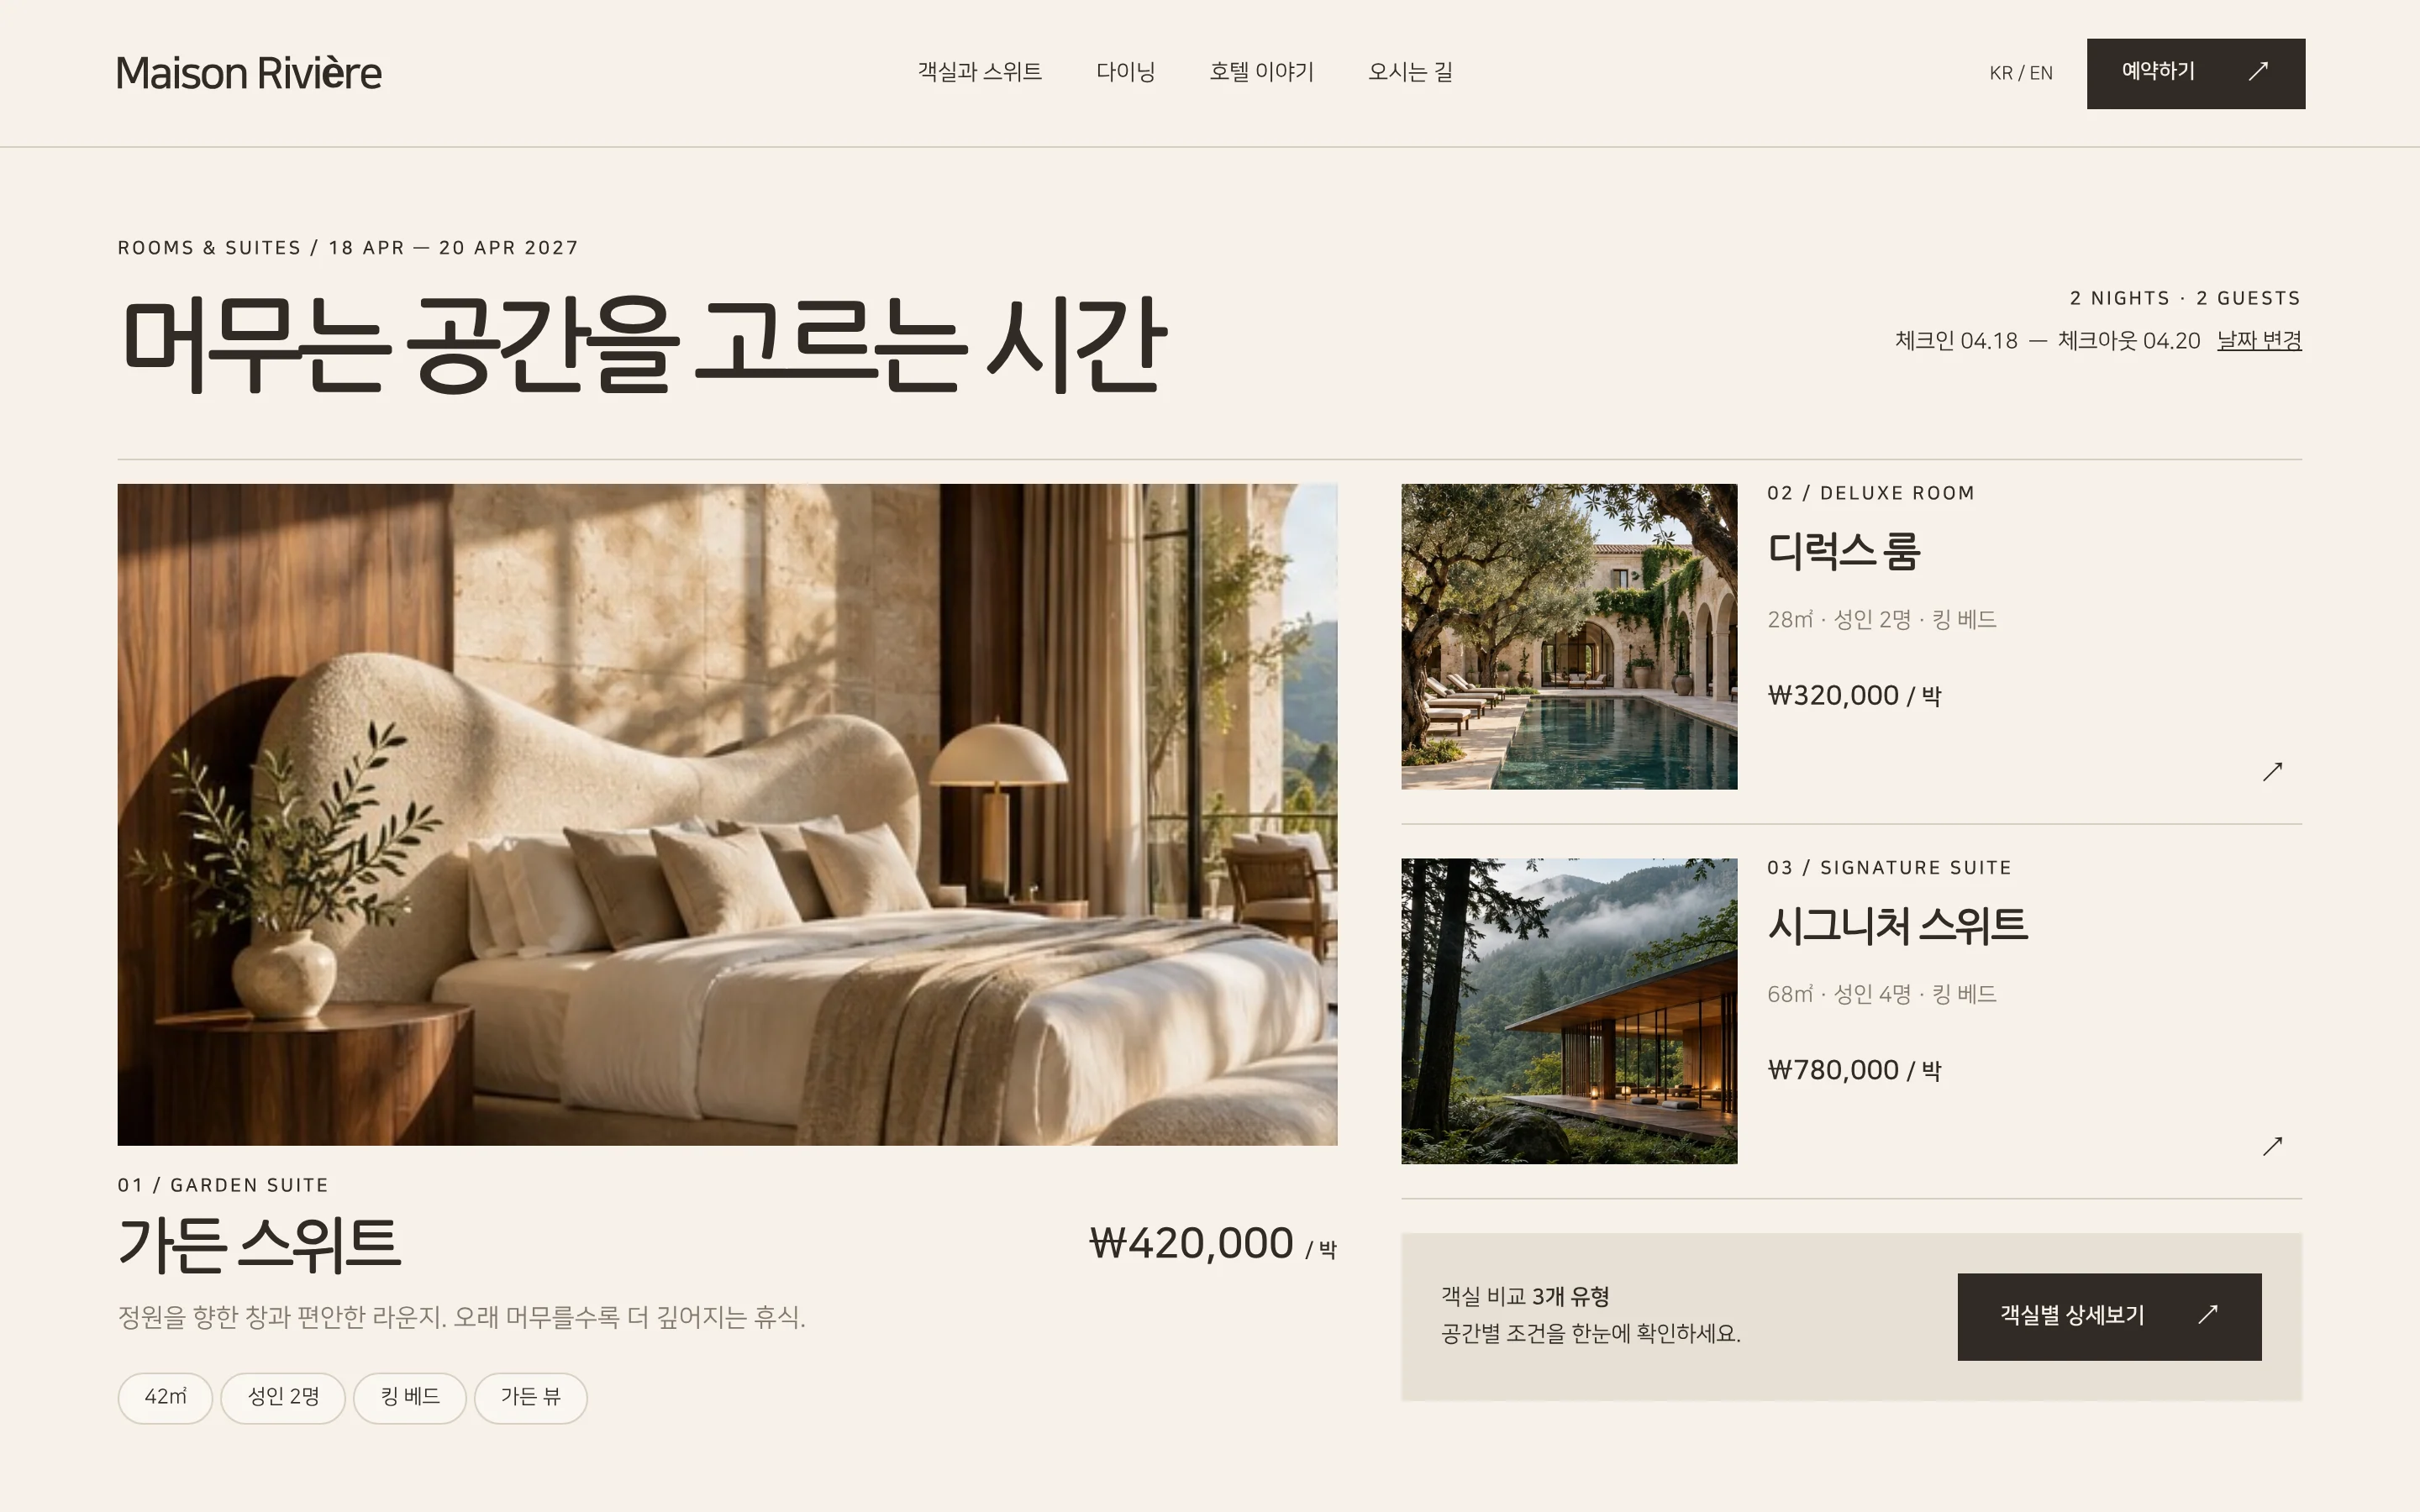 Maison Rivière
객실과 스위트
다이닝
호텔 이야기
오시는 길
KR / EN
예약하기 ↗
ROOMS & SUITES / 18 APR — 20 APR 2027
머무는 공간을 고르는 시간
2 NIGHTS · 2 GUESTS
체크인 04.18 — 체크아웃 04.20 날짜 변경
01 / GARDEN SUITE
가든 스위트
₩420,000 / 박
정원을 향한 창과 편안한 라운지. 오래 머무를수록 더 깊어지는 휴식.
42㎡
성인 2명
킹 베드
가든 뷰
02 / DELUXE ROOM
디럭스 룸
28㎡ · 성인 2명 · 킹 베드
₩320,000 / 박
↗
03 / SIGNATURE SUITE
시그니처 스위트
68㎡ · 성인 4명 · 킹 베드
₩780,000 / 박
↗
객실 비교 3개 유형
공간별 조건을 한눈에 확인하세요.
객실별 상세보기 ↗